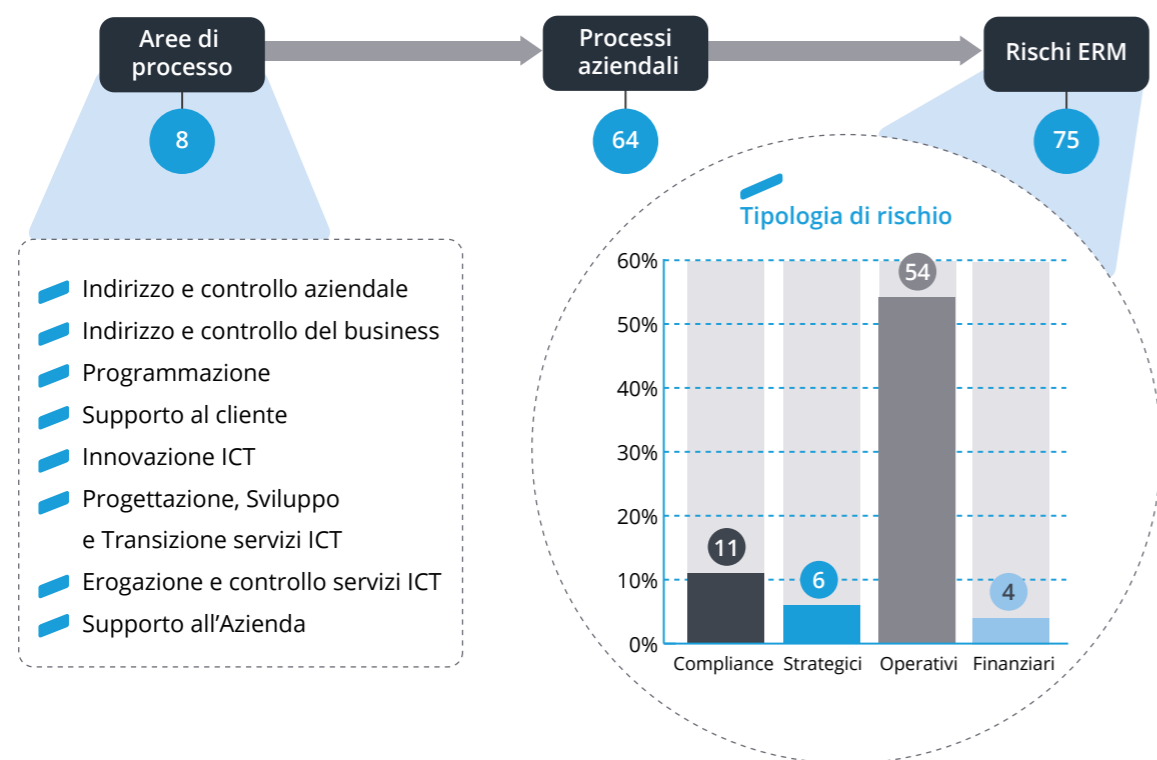 Aree di
processo
Processi
aziendali
Rischi ERM
8
64
75
Indirizzo e controllo aziendale
Indirizzo e controllo del business
Programmazione
Supporto al cliente
Innovazione ICT
Progettazione, Sviluppo
e Transizione servizi ICT
Erogazione e controllo servizi ICT
Supporto all'Azienda
Tipologia di rischio
60%
50%
40%
30%
20%
10%
0%
11
6
54
4
Compliance Strategici Operativi Finanziari